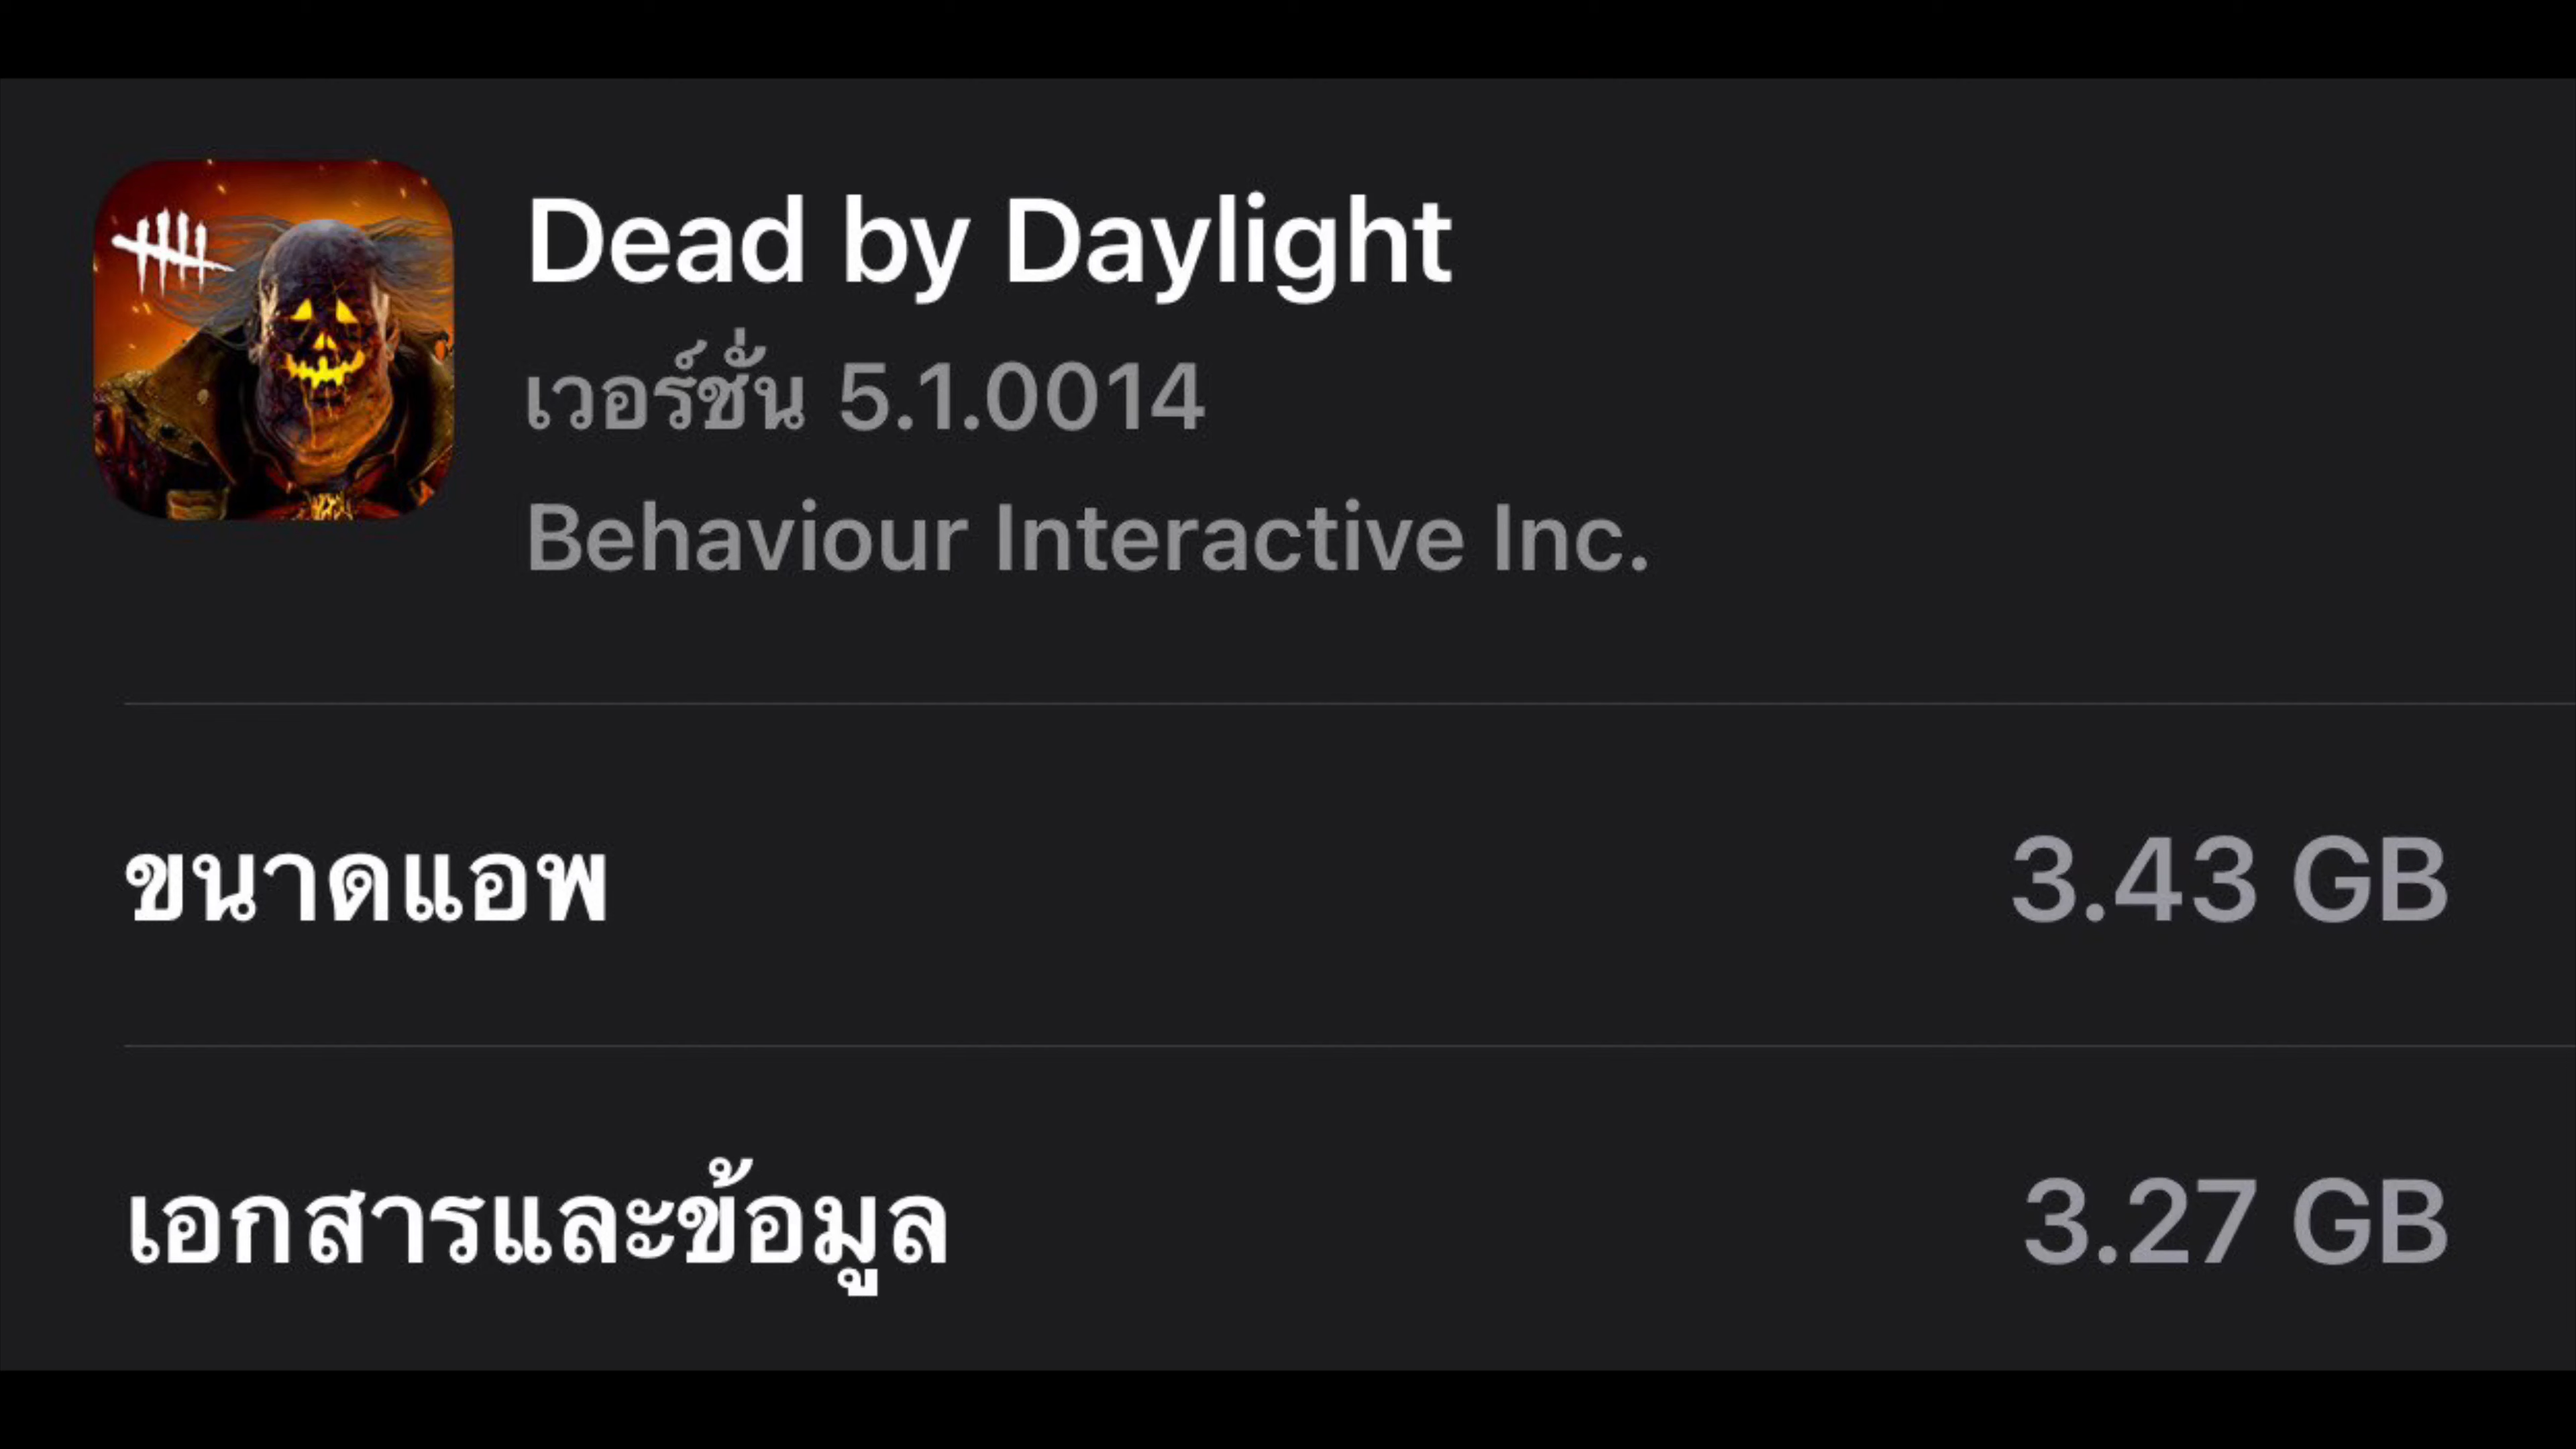 Dead by Daylight
เวอร์ชั่น 5.1.0014
Behaviour Interactive Inc.
ขนาดแอพ 3.43 GB
เอกสารและข้อมูล 3.27 GB